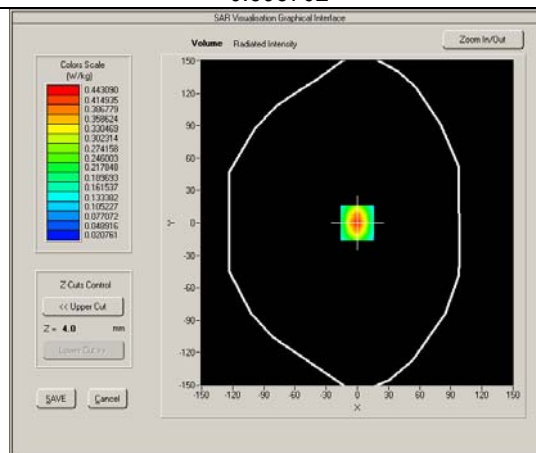 SAR Visualisation Graphical Interface
Volume Radiated Intensity
Zoom In/Out
Colors Scale
(W/kg)
0.443090
0.414935
0.386779
0.358624
0.330469
0.302314
0.274158
0.246003
0.217848
0.189693
0.161537
0.133382
0.105227
0.077072
0.048916
0.020761
150
120
90
60
30
0
-30
-60
-90
-120
-150
Y
-150 -120 -90 -60 -30 0 30 60 90 120 150
X
Z-Cuts Control
<< Upper Cut
Z = 4.0 mm
Lower Cut >>
SAVE Cancel